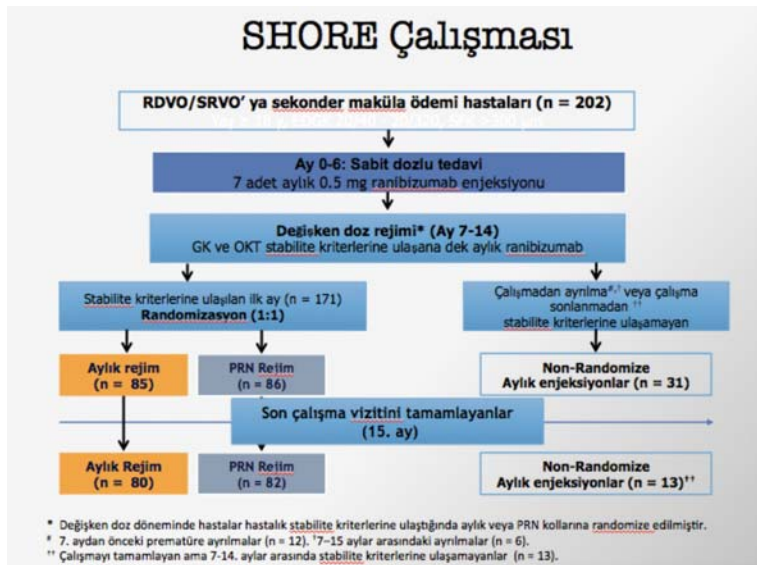 SHORE Çalışması
RDVO/SRVO' ya sekonder maküla ödemi hastaları (n = 202)
Ay 0-6: Sabit dozlu tedavi
7 adet aylık 0.5 mg ranibizumab enjeksiyonu
Değişken doz rejimi* (Ay 7-14)
GK ve OKT stabilite kriterlerine ulaşana dek aylık ranibizumab
Stabilite kriterlerine ulaşılan ilk ay (n = 171)
Randomizasyon (1:1)
Çalışmadan ayrılma#,† veya çalışma
sonlanmadan ††
stabilite kriterlerine ulaşamayan
Aylık rejim
(n = 85)
PRN Rejim
(n = 86)
Non-Randomize
Aylık enjeksiyonlar (n = 31)
Son çalışma vizitini tamamlayanlar
(15. ay)
Aylık Rejim
(n = 80)
PRN Rejim
(n = 82)
Non-Randomize
Aylık enjeksiyonlar (n = 13)††
* Değişken doz döneminde hastalar hastalık stabilite kriterlerine ulaştığında aylık veya PRN kollarına randomize edilmiştir.
# 7. aydan önceki prematüre ayrılmalar (n = 12). †7–15 aylar arasındaki ayrılmalar (n = 6).
†† Çalışmayı tamamlayan ama 7-14. aylar arasında stabilite kriterlerine ulaşamayanlar (n = 13).